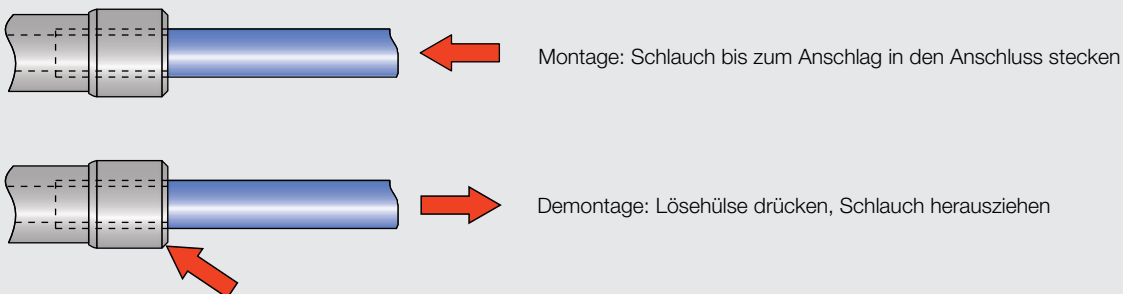 Montage: Schlauch bis zum Anschlag in den Anschluss stecken
Demontage: Lösehülse drücken, Schlauch herausziehen